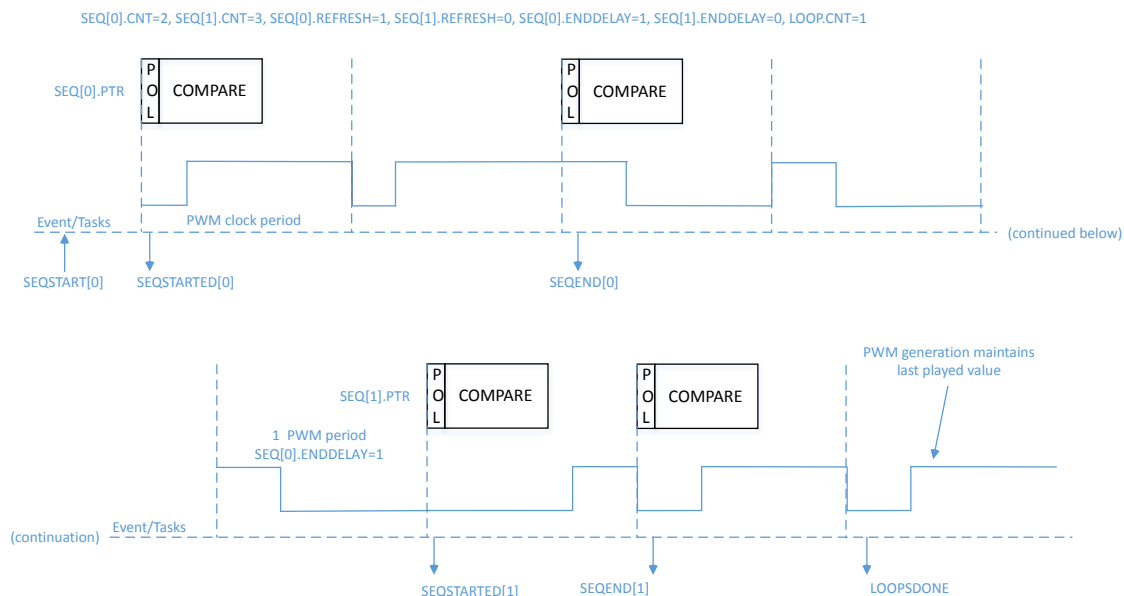 SEQ[0].CNT=2, SEQ[1].CNT=3, SEQ[0].REFRESH=1, SEQ[1].REFRESH=0, SEQ[0].ENDDELAY=1, SEQ[1].ENDDELAY=0, LOOP.CNT=1
SEQ[0].PTR
P
O
L
COMPARE
P
O
L
COMPARE
Event/Tasks
PWM clock period
(continued below)
SEQSTART[0]
SEQSTARTED[0]
SEQEND[0]
PWM generation maintains
last played value
SEQ[1].PTR
P
O
L
COMPARE
P
O
L
COMPARE
1 PWM period
SEQ[0].ENDDELAY=1
(continuation)
Event/Tasks
SEQSTARTED[1]
SEQEND[1]
LOOPSDONE